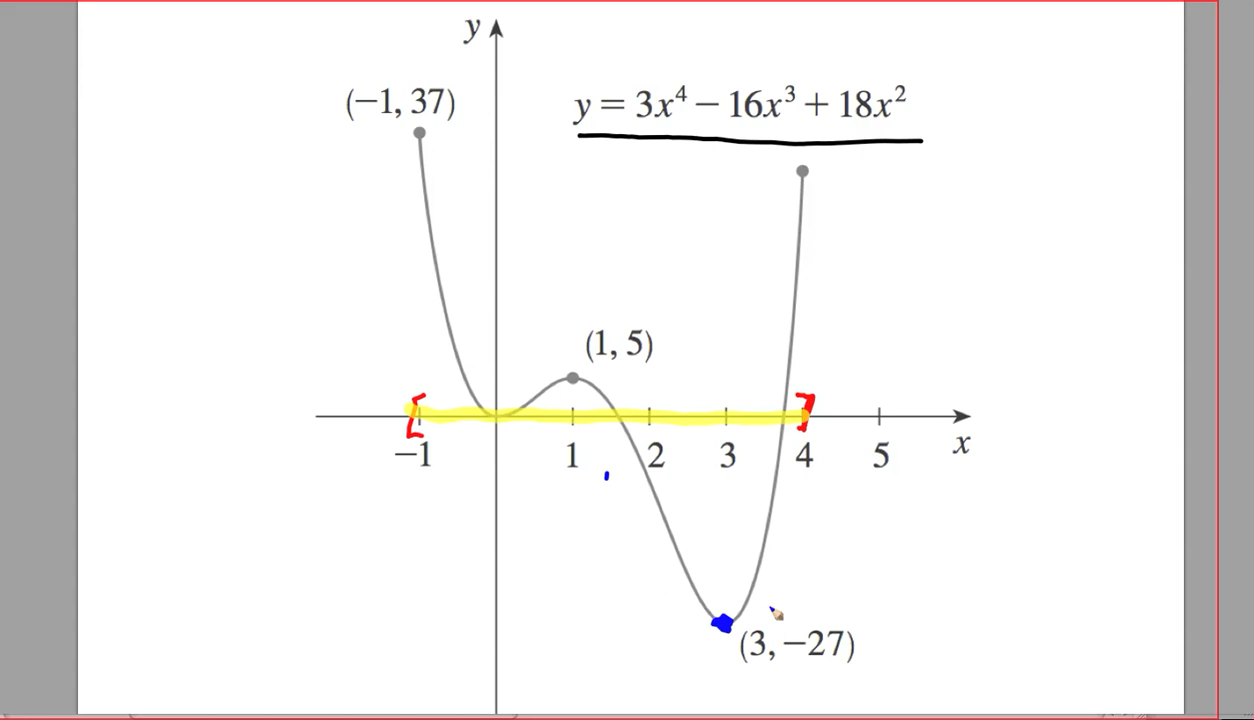 y
(−1, 37)
y = 3x⁴ − 16x³ + 18x²
(1, 5)
−1 1 2 3 4 5
x
(3, −27)